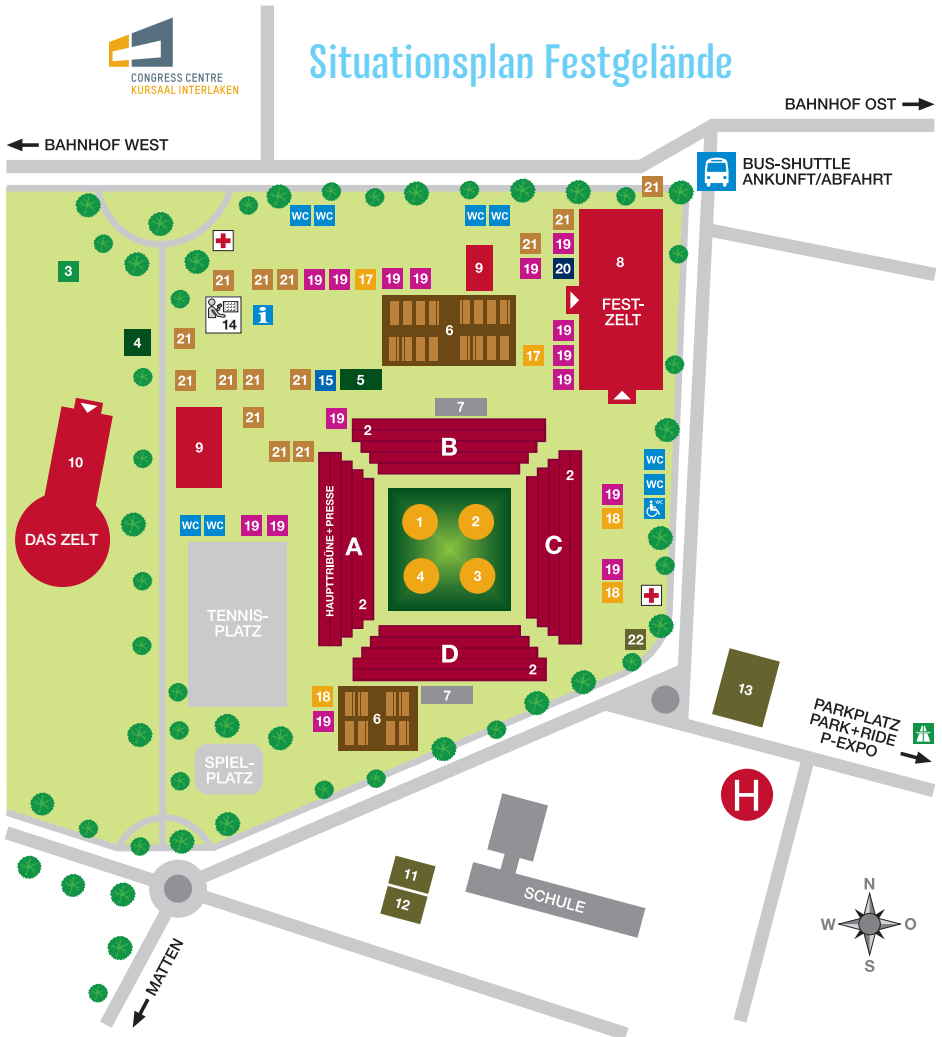 CONGRESS CENTRE
KURSAAL INTERLAKEN
Situationsplan Festgelände
BAHNHOF OST
BAHNHOF WEST
BUS-SHUTTLE
ANKUNFT/ABFAHRT
21
WC WC
WC WC
21
3
21
19
9
19
20
8
FEST-
ZELT
21
21 21
19 19
17
19 19
14
i
6
4
21
19
17
19
19
21
21 21
21
15
5
7
21
19
2
B
10
9
21 21
2
WC
WC
19
18
DAS ZELT
WC WC
19 19
HAUPTTRIBÜNE + PRESSE
A
2
1
2
4
3
C
19
18
TENNIS-
PLATZ
22
D
2
18
19
6
7
13
PARKPLATZ
PARK+RIDE
P-EXPO
SPIEL-
PLATZ
H
11
12
SCHULE
N
W
O
S
MATTEN